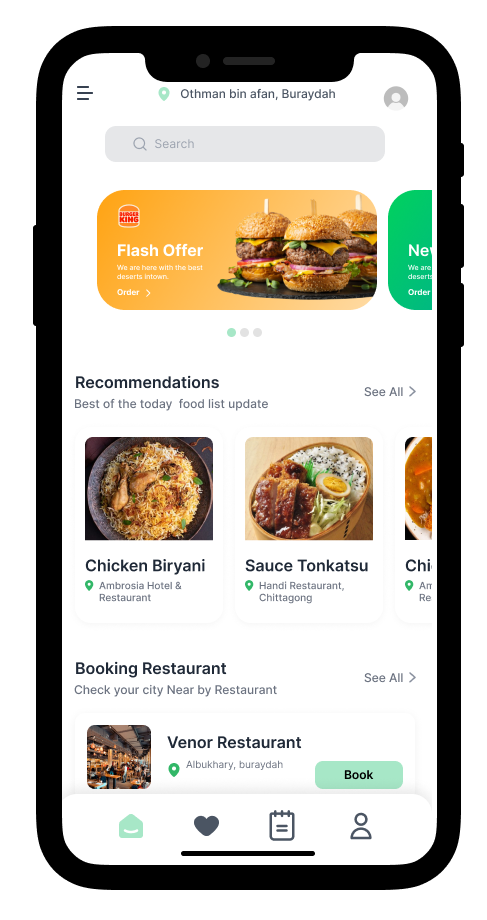 Othman bin afan, Buraydah
Search
BURGER
KING
Flash Offer
We are here with the best
deserts intown.
Order
Nev
We are
deserts
Order
Recommendations
Best of the today food list update
See All
Chicken Biryani
Ambrosia Hotel &
Restaurant
Sauce Tonkatsu
Handi Restaurant,
Chittagong
Chi
Am
Re
Booking Restaurant
Check your city Near by Restaurant
See All
Venor Restaurant
Albukhary, buraydah
Book